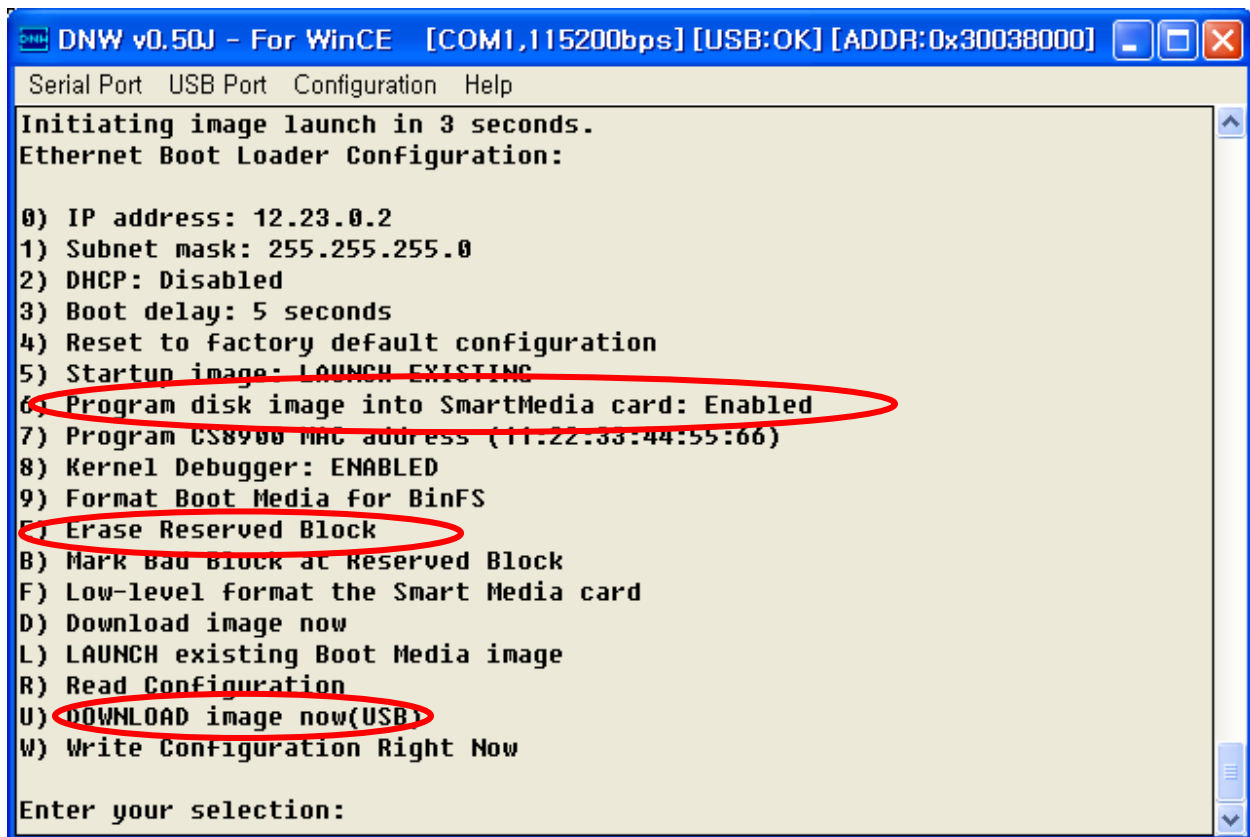 DNW v0.50J - For WinCE [COM1,115200bps] [USB:OK] [ADDR:0x30038000]
Serial Port USB Port Configuration Help
Initiating image launch in 3 seconds.
Ethernet Boot Loader Configuration:
0) IP address: 12.23.0.2
1) Subnet mask: 255.255.255.0
2) DHCP: Disabled
3) Boot delay: 5 seconds
4) Reset to factory default configuration
5) Startup image: LAUNCH EXISTING
6) Program disk image into SmartMedia card: Enabled
7) Program CS8900 MAC address (11:22:33:44:55:66)
8) Kernel Debugger: ENABLED
9) Format Boot Media for BinFS
E) Erase Reserved Block
B) Mark Bad Block at Reserved Block
F) Low-level format the Smart Media card
D) Download image now
L) LAUNCH existing Boot Media image
R) Read Configuration
U) DOWNLOAD image now(USB)
W) Write Configuration Right Now
Enter your selection: